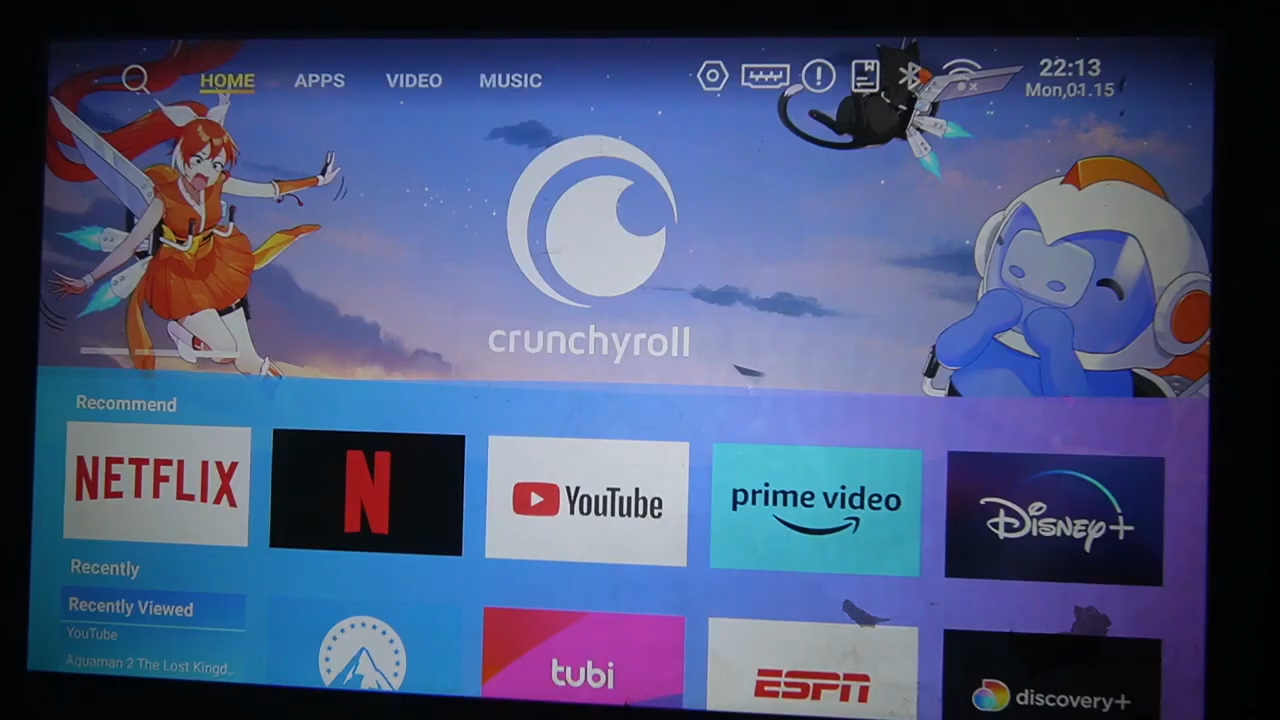 HOME APPS VIDEO MUSIC
22:13
Mon,01.15
crunchyroll
Recommend
NETFLIX
N
YouTube
prime video
Disney+
Recently
Recently Viewed
YouTube
Aquaman 2 The Lost Kingd..
tubi
ESPN
discovery+